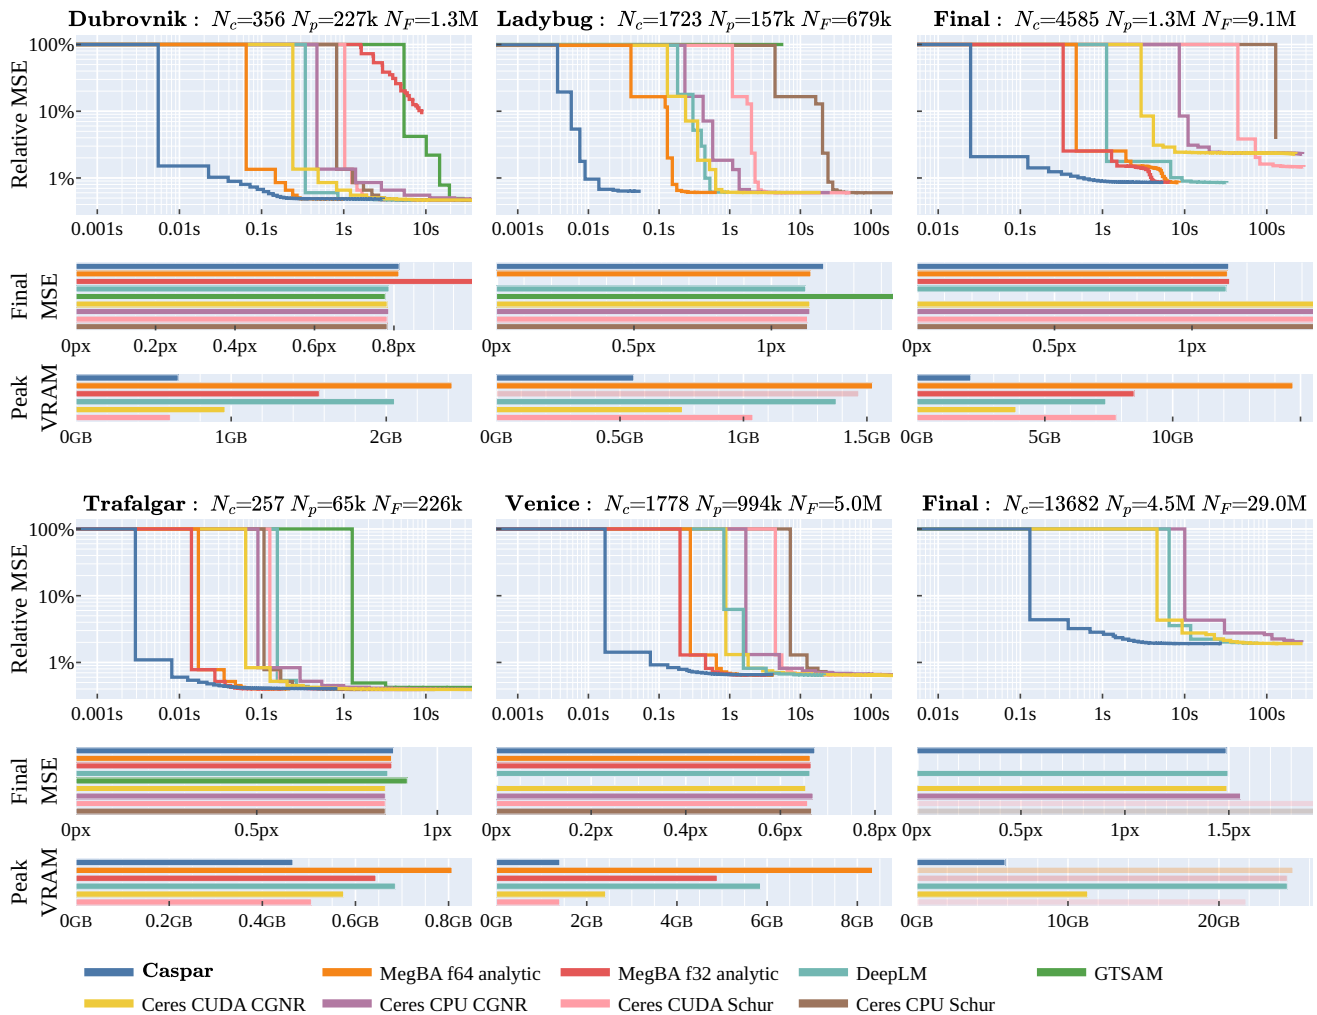 Dubrovnik : N_c=356 N_p=227k N_F=1.3M
Ladybug : N_c=1723 N_p=157k N_F=679k
Final : N_c=4585 N_p=1.3M N_F=9.1M
Relative MSE
100%
10%
1%
0.001s 0.01s 0.1s 1s 10s
0.001s 0.01s 0.1s 1s 10s 100s
0.01s 0.1s 1s 10s 100s
Final MSE
0px 0.2px 0.4px 0.6px 0.8px
0px 0.5px 1px
0px 0.5px 1px
Peak VRAM
0GB 1GB 2GB
0GB 0.5GB 1GB 1.5GB
0GB 5GB 10GB
Trafalgar : N_c=257 N_p=65k N_F=226k
Venice : N_c=1778 N_p=994k N_F=5.0M
Final : N_c=13682 N_p=4.5M N_F=29.0M
Relative MSE
100%
10%
1%
0.001s 0.01s 0.1s 1s 10s
0.001s 0.01s 0.1s 1s 10s 100s
0.01s 0.1s 1s 10s 100s
Final MSE
0px 0.5px 1px
0px 0.2px 0.4px 0.6px 0.8px
0px 0.5px 1px 1.5px
Peak VRAM
0GB 0.2GB 0.4GB 0.6GB 0.8GB
0GB 2GB 4GB 6GB 8GB
0GB 10GB 20GB
Caspar MegBA f64 analytic MegBA f32 analytic DeepLM GTSAM
Ceres CUDA CGNR Ceres CPU CGNR Ceres CUDA Schur Ceres CPU Schur